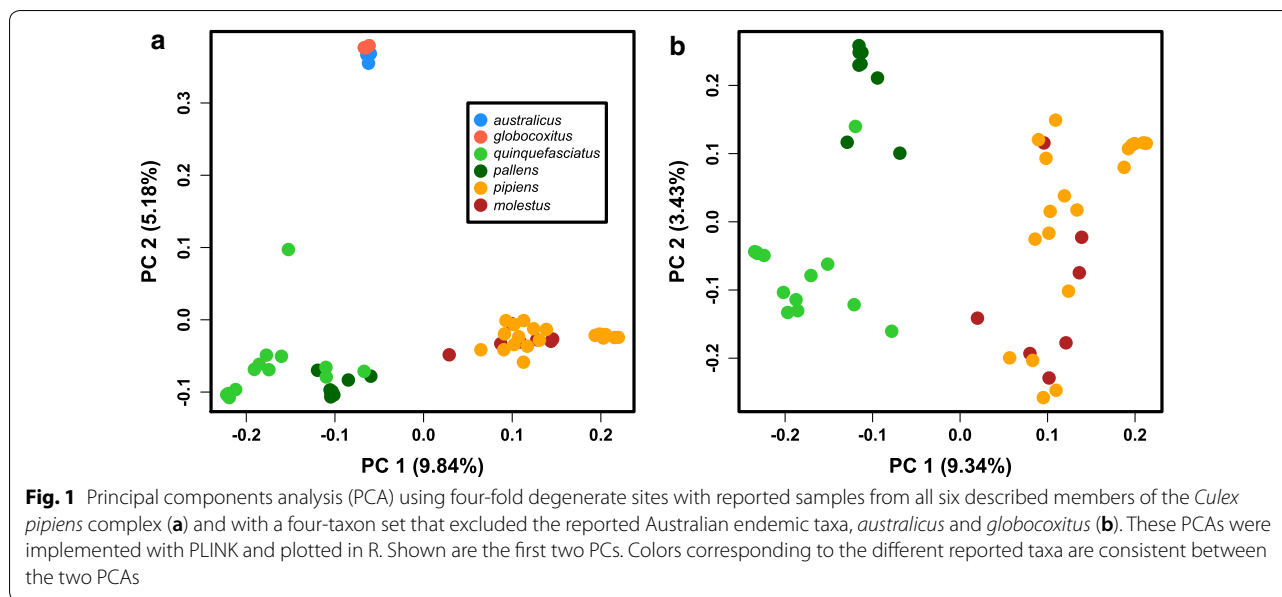 a
b
0.3
0.2
0.1
0.0
-0.1
PC 2 (5.18%)
australicus
globocoxitus
quinquefasciatus
pallens
pipiens
molestus
-0.2 -0.1 0.0 0.1 0.2
PC 1 (9.84%)
0.2
0.1
0.0
-0.1
-0.2
PC 2 (3.43%)
-0.2 -0.1 0.0 0.1 0.2
PC 1 (9.34%)
Fig. 1 Principal components analysis (PCA) using four-fold degenerate sites with reported samples from all six described members of the Culex
pipiens complex (a) and with a four-taxon set that excluded the reported Australian endemic taxa, australicus and globocoxitus (b). These PCAs were
implemented with PLINK and plotted in R. Shown are the first two PCs. Colors corresponding to the different reported taxa are consistent between
the two PCAs